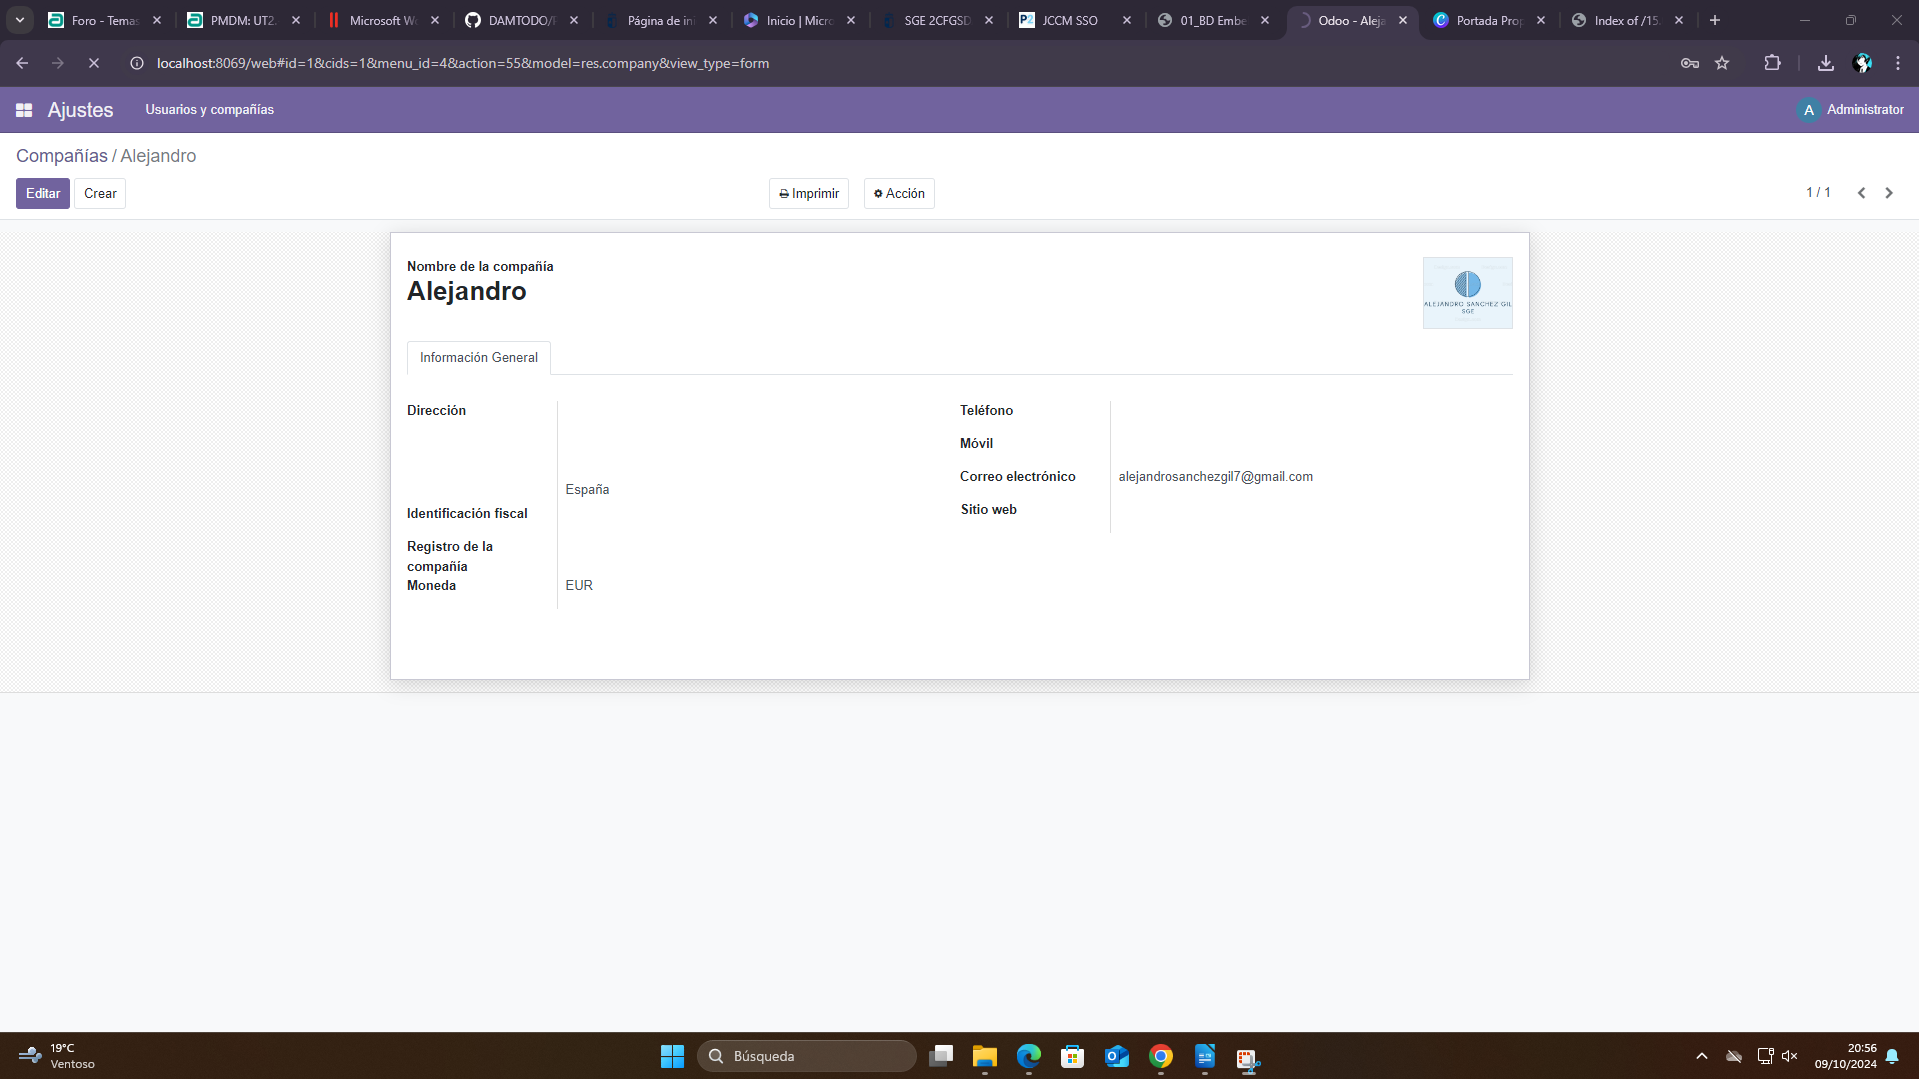 Foro - Temas
PMDM: UT2.
Microsoft Wo
DAMTODO/P
Página de ini
Inicio | Micro
SGE 2CFGSD
JCCM SSO
01_BD Embe
Odoo - Aleja
Portada Prop
Index of /15.
localhost:8069/web#id=1&cids=1&menu_id=4&action=55&model=res.company&view_type=form
Ajustes
Usuarios y compañías
A Administrator
Compañías / Alejandro
Editar
Crear
Imprimir
Acción
1 / 1
Nombre de la compañía
Alejandro
ALEJANDRO SANCHEZ GIL
SGE
Información General
Dirección
España
Identificación fiscal
Registro de la
compañía
Moneda
EUR
Teléfono
Móvil
Correo electrónico
alejandrosanchezgil7@gmail.com
Sitio web
19°C
Ventoso
Búsqueda
20:56
09/10/2024